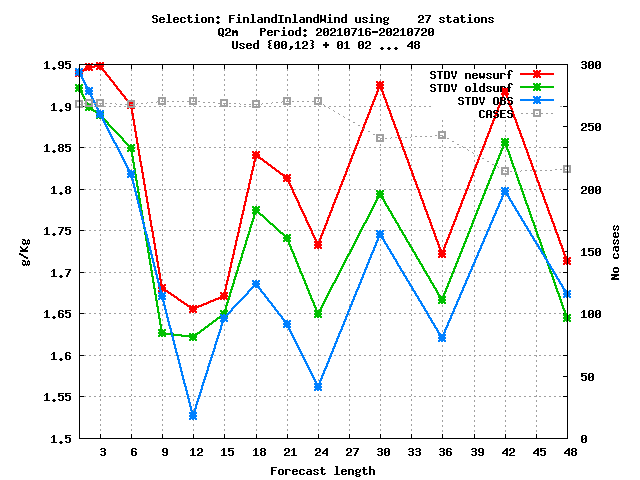 Selection: FinlandInlandWind using    27 stations
Q2m   Period: 20210716-20210720
Used {00,12} + 01 02 ... 48
STDV newsurf
STDV oldsurf
STDV OBS
CASES
g/Kg
1.95
1.9
1.85
1.8
1.75
1.7
1.65
1.6
1.55
1.5
No cases
300
250
200
150
100
50
0
3 6 9 12 15 18 21 24 27 30 33 36 39 42 45 48
Forecast length